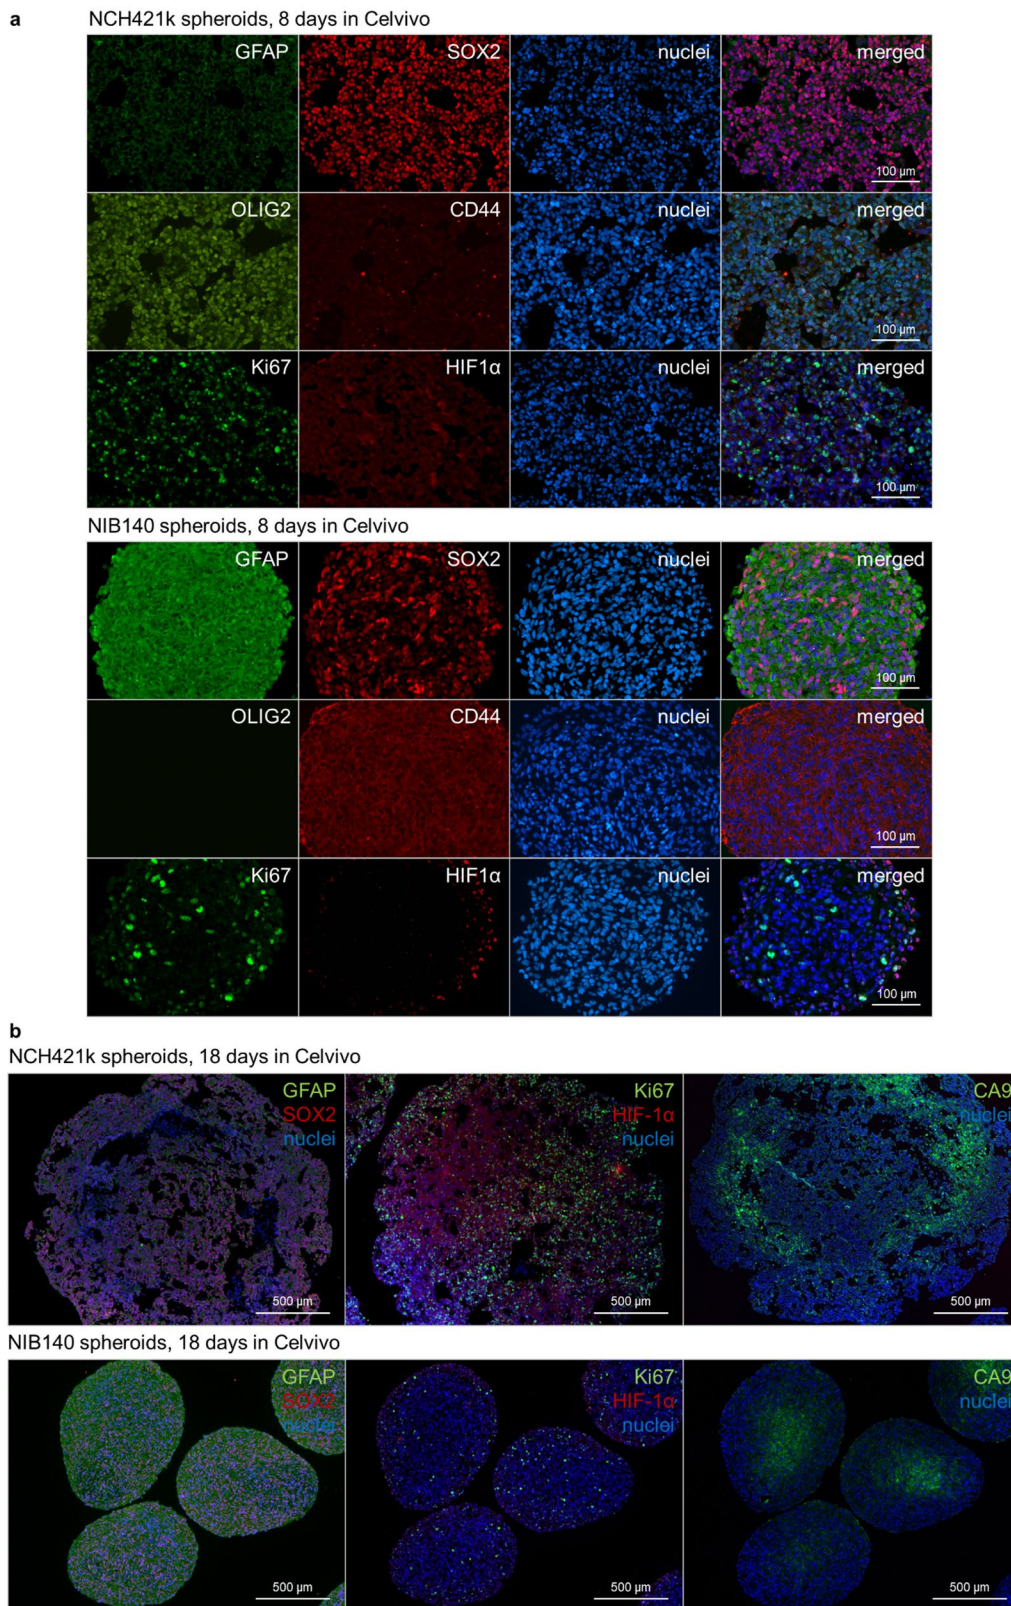 a
NCH421k spheroids, 8 days in Celvivo
GFAP SOX2 nuclei merged
100 µm
OLIG2 CD44 nuclei merged
100 µm
Ki67 HIF1α nuclei merged
100 µm
NIB140 spheroids, 8 days in Celvivo
GFAP SOX2 nuclei merged
100 µm
OLIG2 CD44 nuclei merged
100 µm
Ki67 HIF1α nuclei merged
100 µm
b
NCH421k spheroids, 18 days in Celvivo
GFAP Ki67 CA9
SOX2 HIF-1α nuclei
nuclei nuclei
500 µm 500 µm 500 µm
NIB140 spheroids, 18 days in Celvivo
GFAP Ki67 CA9
SOX2 HIF-1α nuclei
nuclei nuclei
500 µm 500 µm 500 µm